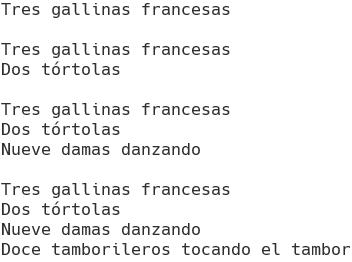 Tres gallinas francesas

Tres gallinas francesas
Dos tórtolas

Tres gallinas francesas
Dos tórtolas
Nueve damas danzando

Tres gallinas francesas
Dos tórtolas
Nueve damas danzando
Doce tamborileros tocando el tambor